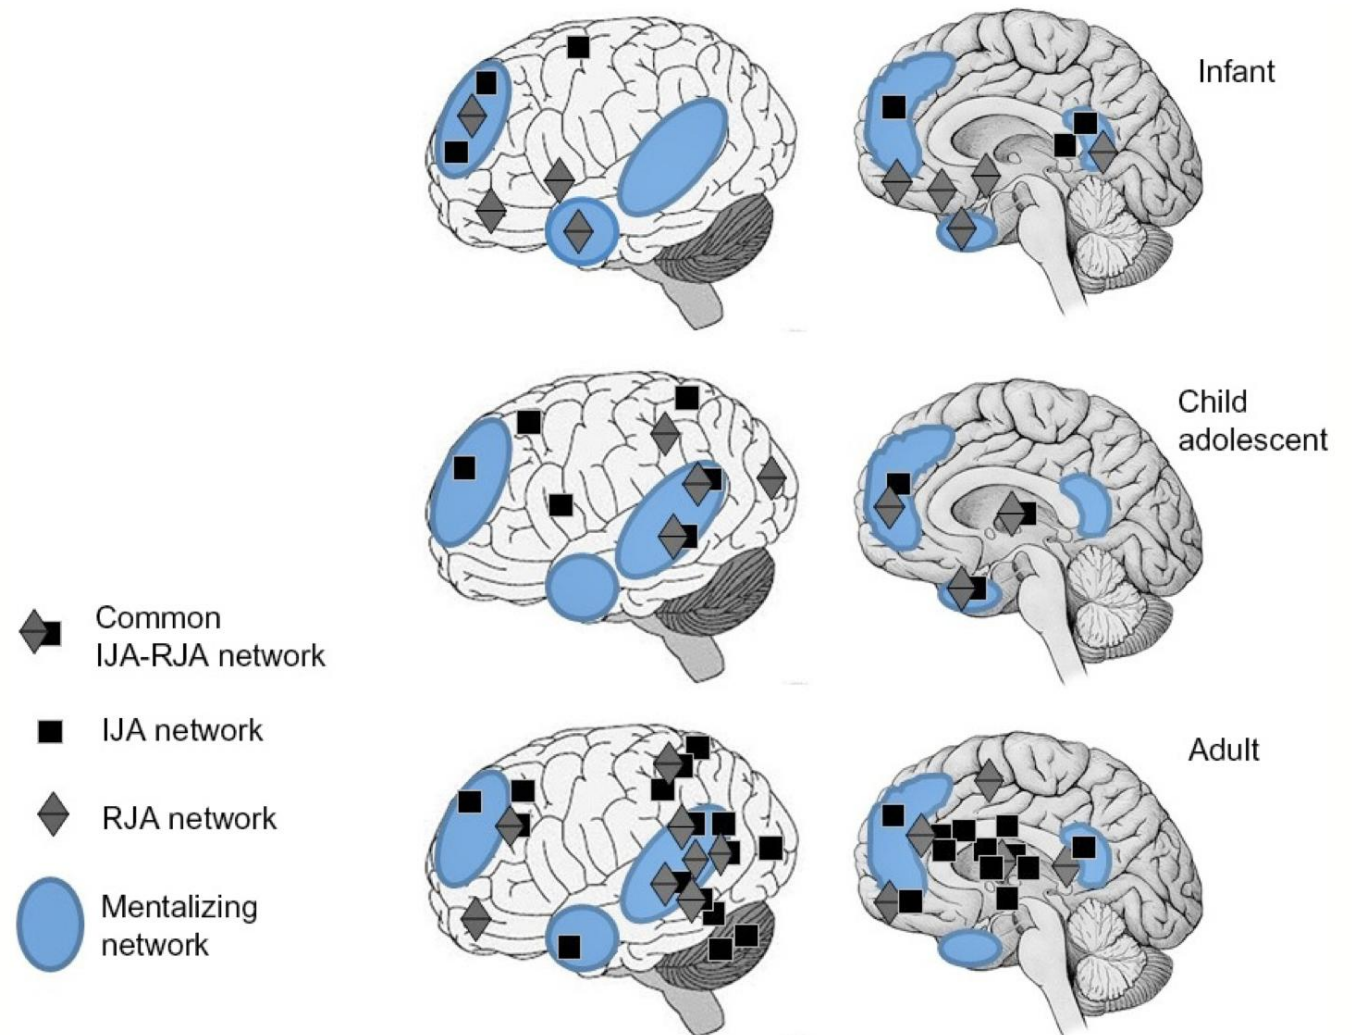 Infant
Child
adolescent
Common
IJA-RJA network
IJA network
Adult
RJA network
Mentalizing
network